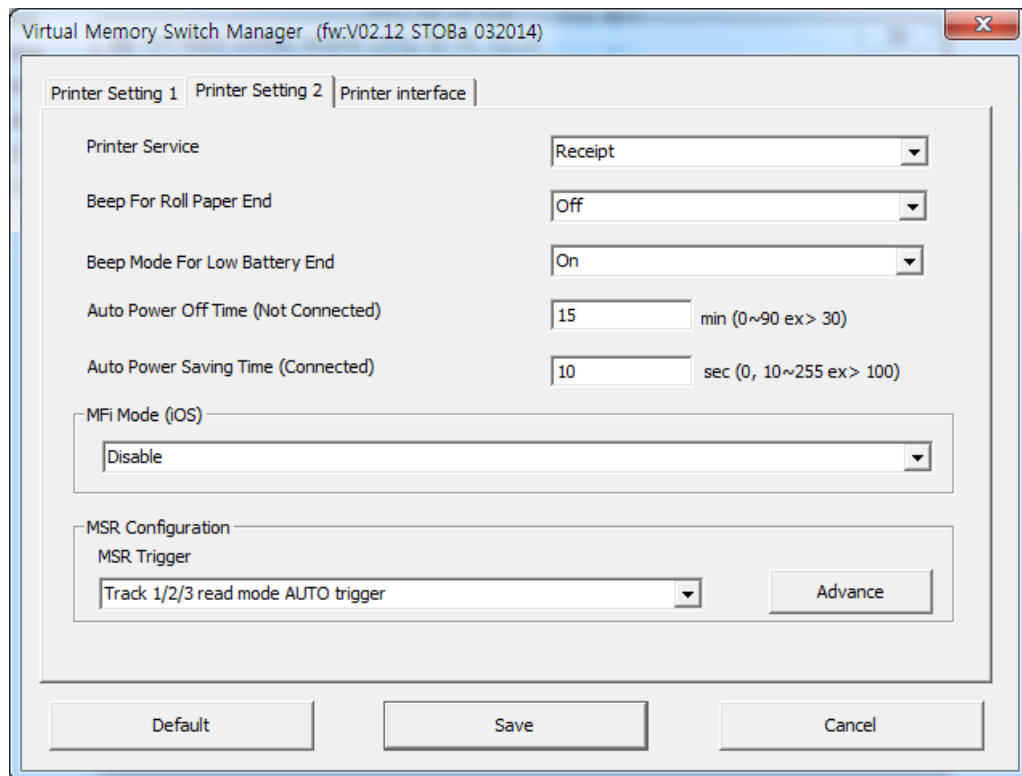 Virtual Memory Switch Manager (fw:V02.12 STOBa 032014)
Printer Setting 1 Printer Setting 2 Printer interface
Printer Service Receipt
Beep For Roll Paper End Off
Beep Mode For Low Battery End On
Auto Power Off Time (Not Connected) 15 min (0~90 ex> 30)
Auto Power Saving Time (Connected) 10 sec (0, 10~255 ex> 100)
MFi Mode (iOS)
Disable
MSR Configuration
MSR Trigger
Track 1/2/3 read mode AUTO trigger Advance
Default Save Cancel